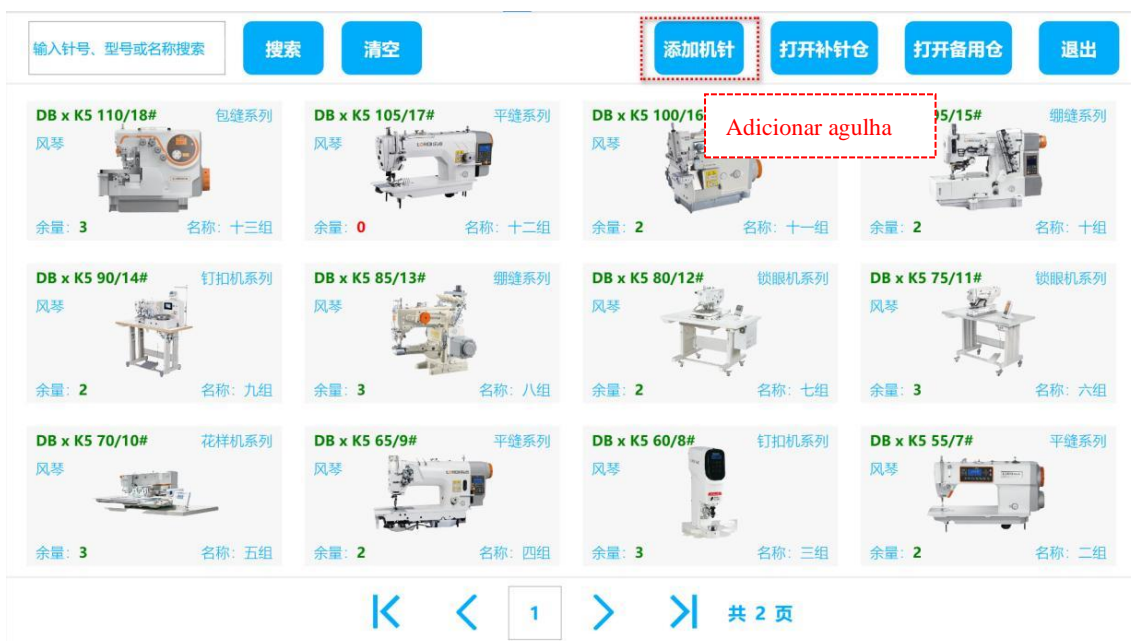 输入针号、型号或名称搜索 搜索 清空 添加机针 打开补针仓 打开备用仓 退出
Adicionar agulha
DB x K5 110/18# 包缝系列
风琴
余量：3 名称：十三组
DB x K5 105/17# 平缝系列
风琴
余量：0 名称：十二组
DB x K5 100/16
风琴
余量：2 名称：十一组
95/15# 绷缝系列
余量：2 名称：十组
DB x K5 90/14# 钉扣机系列
风琴
余量：2 名称：九组
DB x K5 85/13# 绷缝系列
风琴
余量：3 名称：八组
DB x K5 80/12# 锁眼机系列
风琴
余量：2 名称：七组
DB x K5 75/11# 锁眼机系列
风琴
余量：3 名称：六组
DB x K5 70/10# 花样机系列
风琴
余量：3 名称：五组
DB x K5 65/9# 平缝系列
风琴
余量：2 名称：四组
DB x K5 60/8# 钉扣机系列
风琴
余量：3 名称：三组
DB x K5 55/7# 平缝系列
风琴
余量：2 名称：二组
1 共 2 页